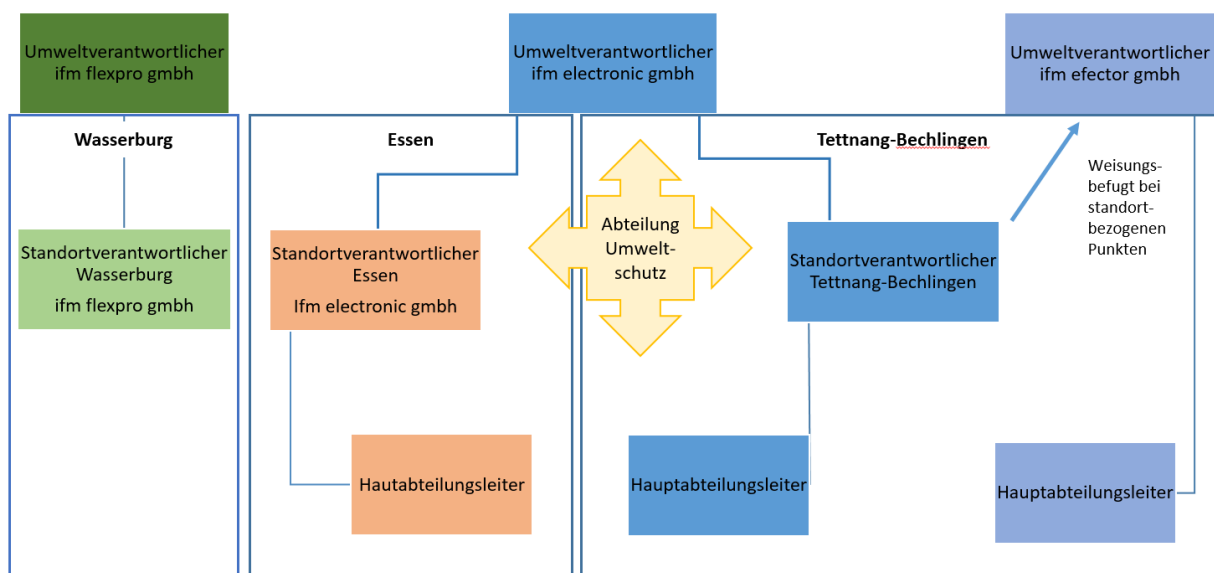 Umweltverantwortlicher
ifm flexpro gmbh
Umweltverantwortlicher
ifm electronic gmbh
Umweltverantwortlicher
ifm efector gmbh
Wasserburg
Essen
Tettnang-Bechlingen
Standortverantwortlicher
Wasserburg
ifm flexpro gmbh
Standortverantwortlicher
Essen
Ifm electronic gmbh
Abteilung
Umwelt-
schutz
Standortverantwortlicher
Tettnang-Bechlingen
Weisungs-
befugt bei
standort-
bezogenen
Punkten
Hautabteilungsleiter
Hauptabteilungsleiter
Hauptabteilungsleiter